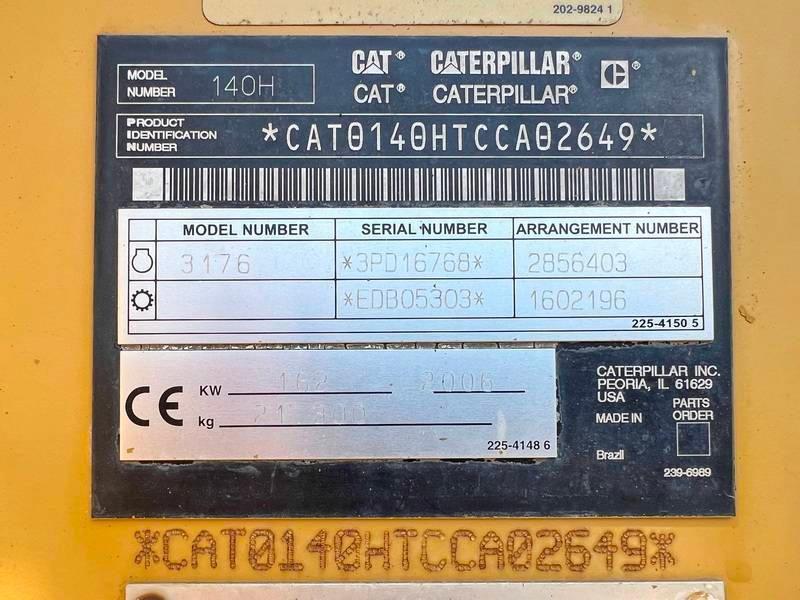 202-9824 1
CAT® CATERPILLAR® C®
MODEL NUMBER 140H
CAT® CATERPILLAR®
PRODUCT IDENTIFICATION NUMBER *CAT0140HTCCA02649*
MODEL NUMBER SERIAL NUMBER ARRANGEMENT NUMBER
3176 *3PD16768* 2856403
*EDB05303* 1602196
225-4150 5
CE KW 162 2006
kg
225-4148 6
CATERPILLAR INC.
PEORIA, IL 61629
USA
MADE IN
Brazil
PARTS
ORDER
239-6989
*CAT0140HTCCA02649*